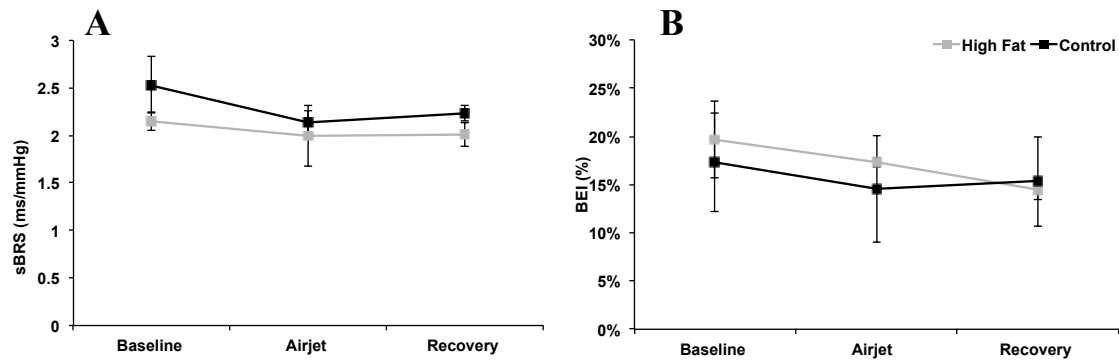 A
3
2.5
2
1.5
1
0.5
0
sBRS (ms/mmHg)
Baseline Airjet Recovery
B
High Fat Control
30%
25%
20%
15%
10%
5%
0%
BEI (%)
Baseline Airjet Recovery